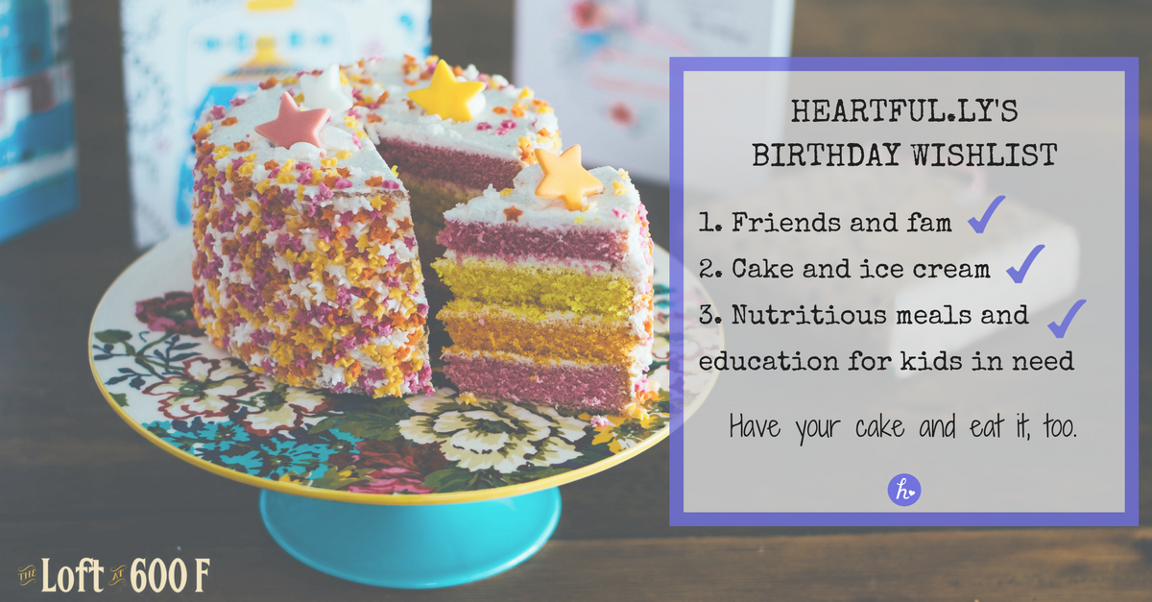 HEARTFUL.LY'S
BIRTHDAY WISHLIST
1. Friends and fam
2. Cake and ice cream
3. Nutritious meals and
education for kids in need
Have your cake and eat it, too.
h
THE Loft AT 600 F